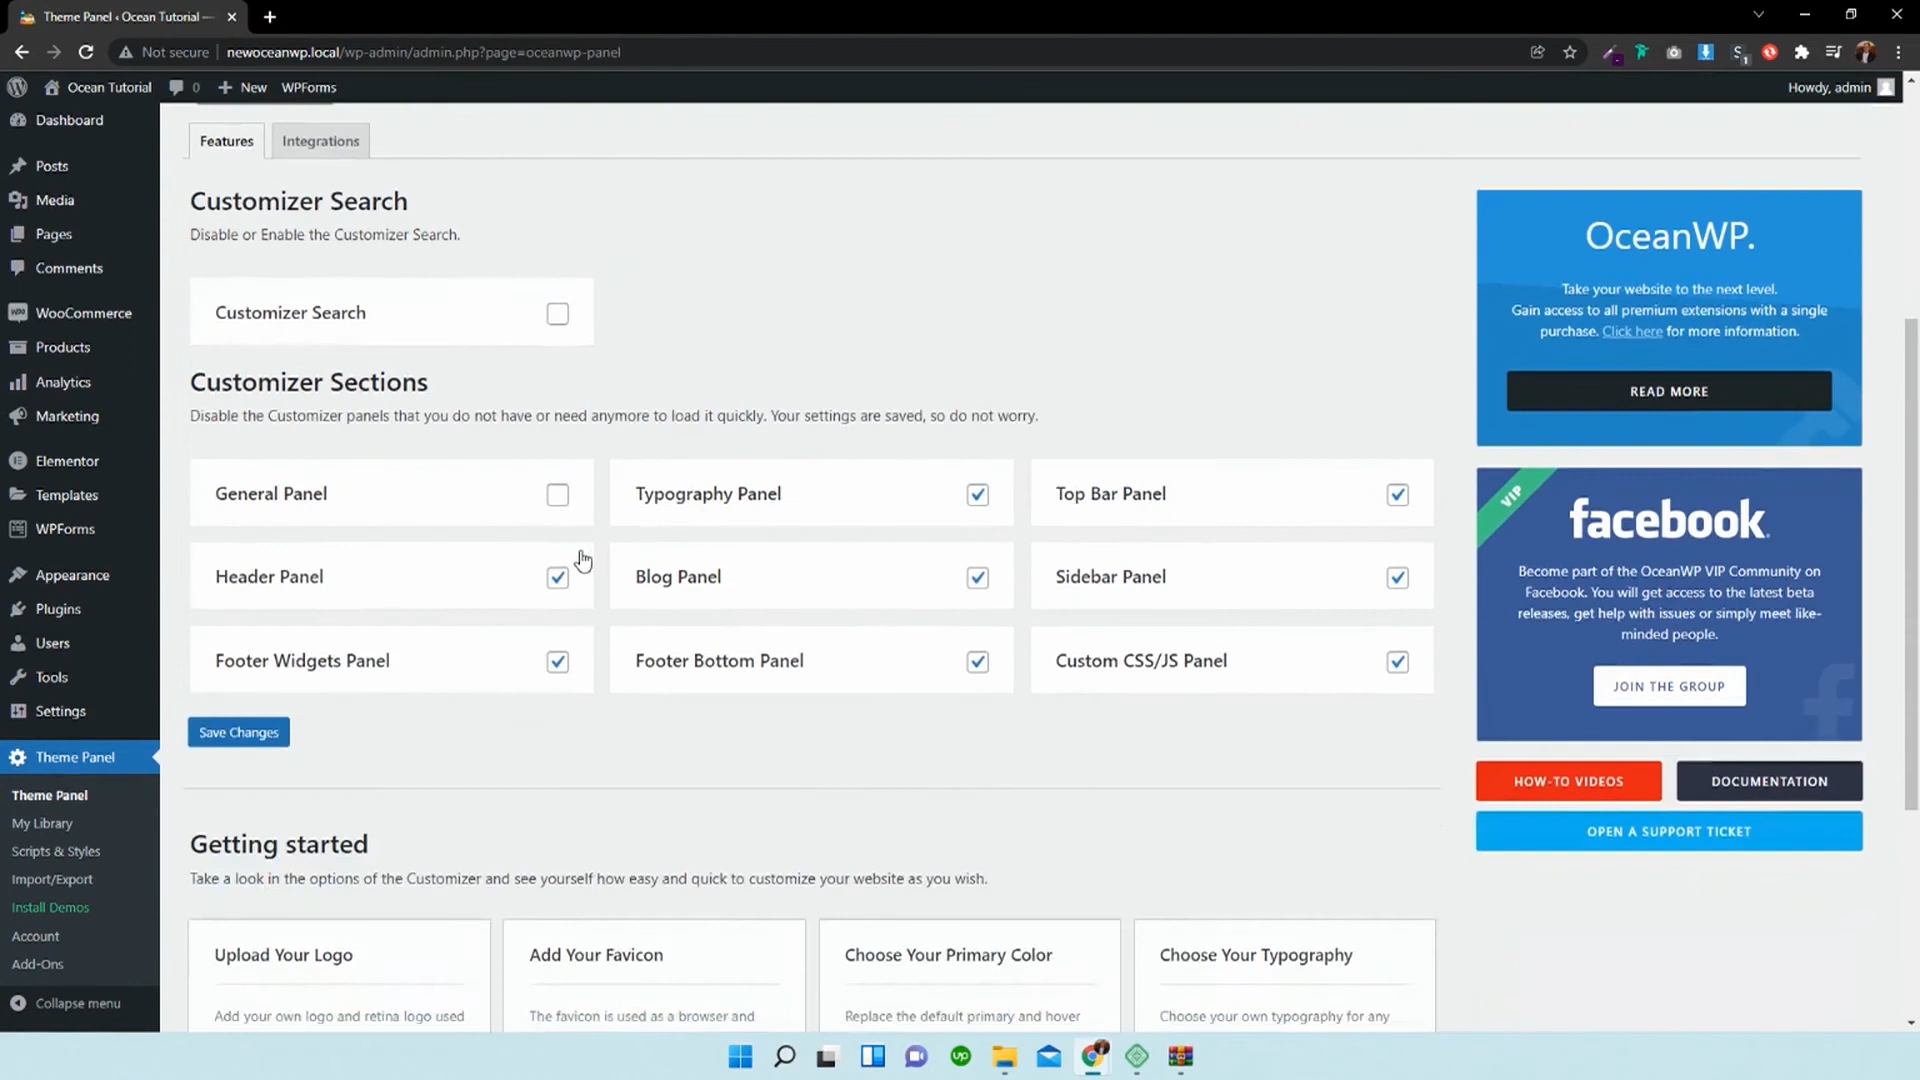 Theme Panel ‹ Ocean Tutorial —
Not secure
newoceanwp.local/wp-admin/admin.php?page=oceanwp-panel
Ocean Tutorial
0
New
WPForms
Howdy, admin
Dashboard
Posts
Media
Pages
Comments
WooCommerce
Products
Analytics
Marketing
Elementor
Templates
WPForms
Appearance
Plugins
Users
Tools
Settings
Theme Panel
Theme Panel
My Library
Scripts & Styles
Import/Export
Install Demos
Account
Add-Ons
Collapse menu
Features
Integrations
Customizer Search
Disable or Enable the Customizer Search.
Customizer Search
Customizer Sections
Disable the Customizer panels that you do not have or need anymore to load it quickly. Your settings are saved, so do not worry.
General Panel
Typography Panel
Top Bar Panel
Header Panel
Blog Panel
Sidebar Panel
Footer Widgets Panel
Footer Bottom Panel
Custom CSS/JS Panel
Save Changes
Getting started
Take a look in the options of the Customizer and see yourself how easy and quick to customize your website as you wish.
Upload Your Logo
Add your own logo and retina logo used
Add Your Favicon
The favicon is used as a browser and
Choose Your Primary Color
Replace the default primary and hover
Choose Your Typography
Choose your own typography for any
OceanWP.
Take your website to the next level.
Gain access to all premium extensions with a single
purchase. Click here for more information.
READ MORE
VIP
facebook
Become part of the OceanWP VIP Community on
Facebook. You will get access to the latest beta
releases, get help with issues or simply meet like-
minded people.
JOIN THE GROUP
HOW-TO VIDEOS
DOCUMENTATION
OPEN A SUPPORT TICKET